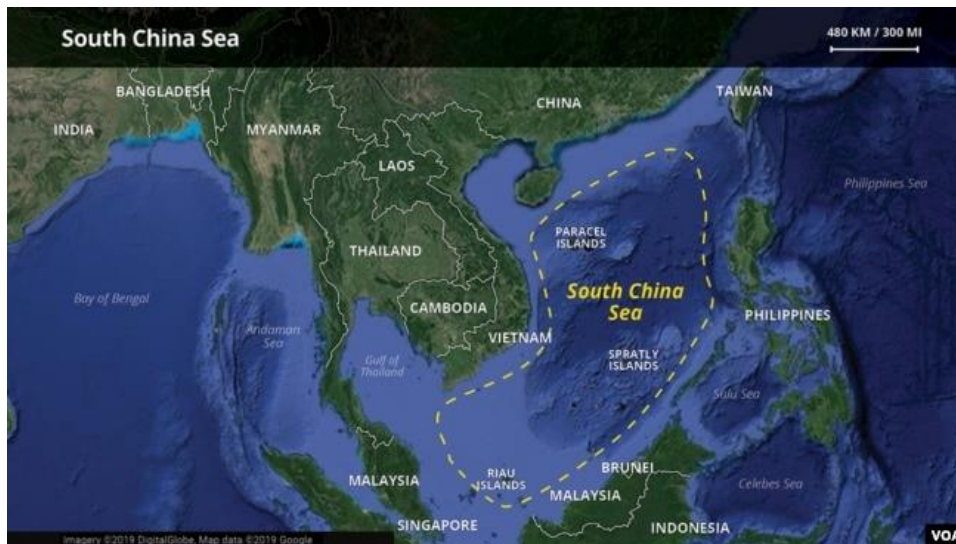 South China Sea
480 KM / 300 MI
BANGLADESH
TAIWAN
CHINA
INDIA
MYANMAR
LAOS
Philippines Sea
PARACEL
ISLANDS
THAILAND
South China
Sea
Bay of Bengal
CAMBODIA
PHILIPPINES
Andaman
Sea
VIETNAM
Gulf of
Thailand
SPRATLY
ISLANDS
Sulu Sea
BRUNEI
RIAU
ISLANDS
MALAYSIA
MALAYSIA
Celebes Sea
SINGAPORE
INDONESIA
Imagery ©2019 DigitalGlobe, Map data ©2019 Google
VOA